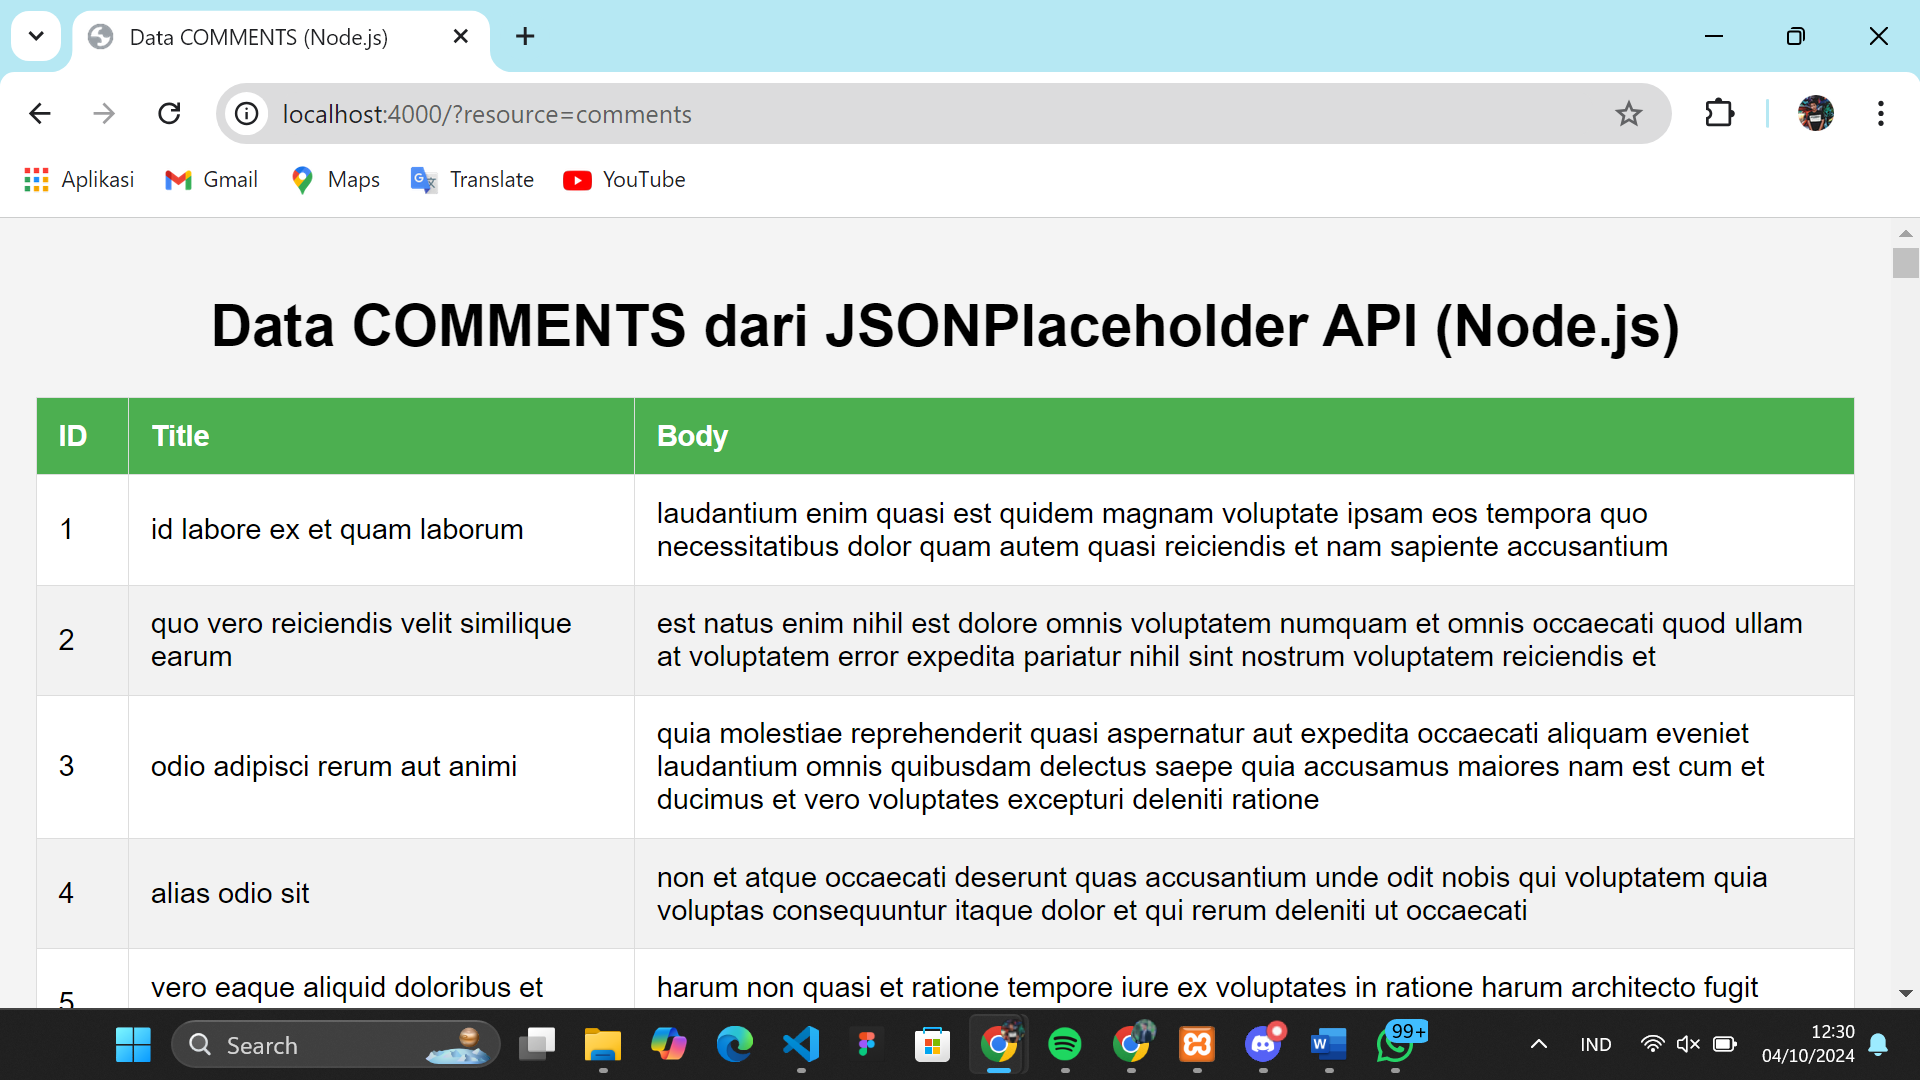 Data COMMENTS (Node.js)
localhost:4000/?resource=comments
Aplikasi
Gmail
Maps
Translate
YouTube
Data COMMENTS dari JSONPlaceholder API (Node.js)
ID
Title
Body
1
id labore ex et quam laborum
laudantium enim quasi est quidem magnam voluptate ipsam eos tempora quo
necessitatibus dolor quam autem quasi reiciendis et nam sapiente accusantium
2
quo vero reiciendis velit similique
earum
est natus enim nihil est dolore omnis voluptatem numquam et omnis occaecati quod ullam
at voluptatem error expedita pariatur nihil sint nostrum voluptatem reiciendis et
3
odio adipisci rerum aut animi
quia molestiae reprehenderit quasi aspernatur aut expedita occaecati aliquam eveniet
laudantium omnis quibusdam delectus saepe quia accusamus maiores nam est cum et
ducimus et vero voluptates excepturi deleniti ratione
4
alias odio sit
non et atque occaecati deserunt quas accusantium unde odit nobis qui voluptatem quia
voluptas consequuntur itaque dolor et qui rerum deleniti ut occaecati
5
vero eaque aliquid doloribus et
harum non quasi et ratione tempore iure ex voluptates in ratione harum architecto fugit
Search
99+
IND
12:30
04/10/2024